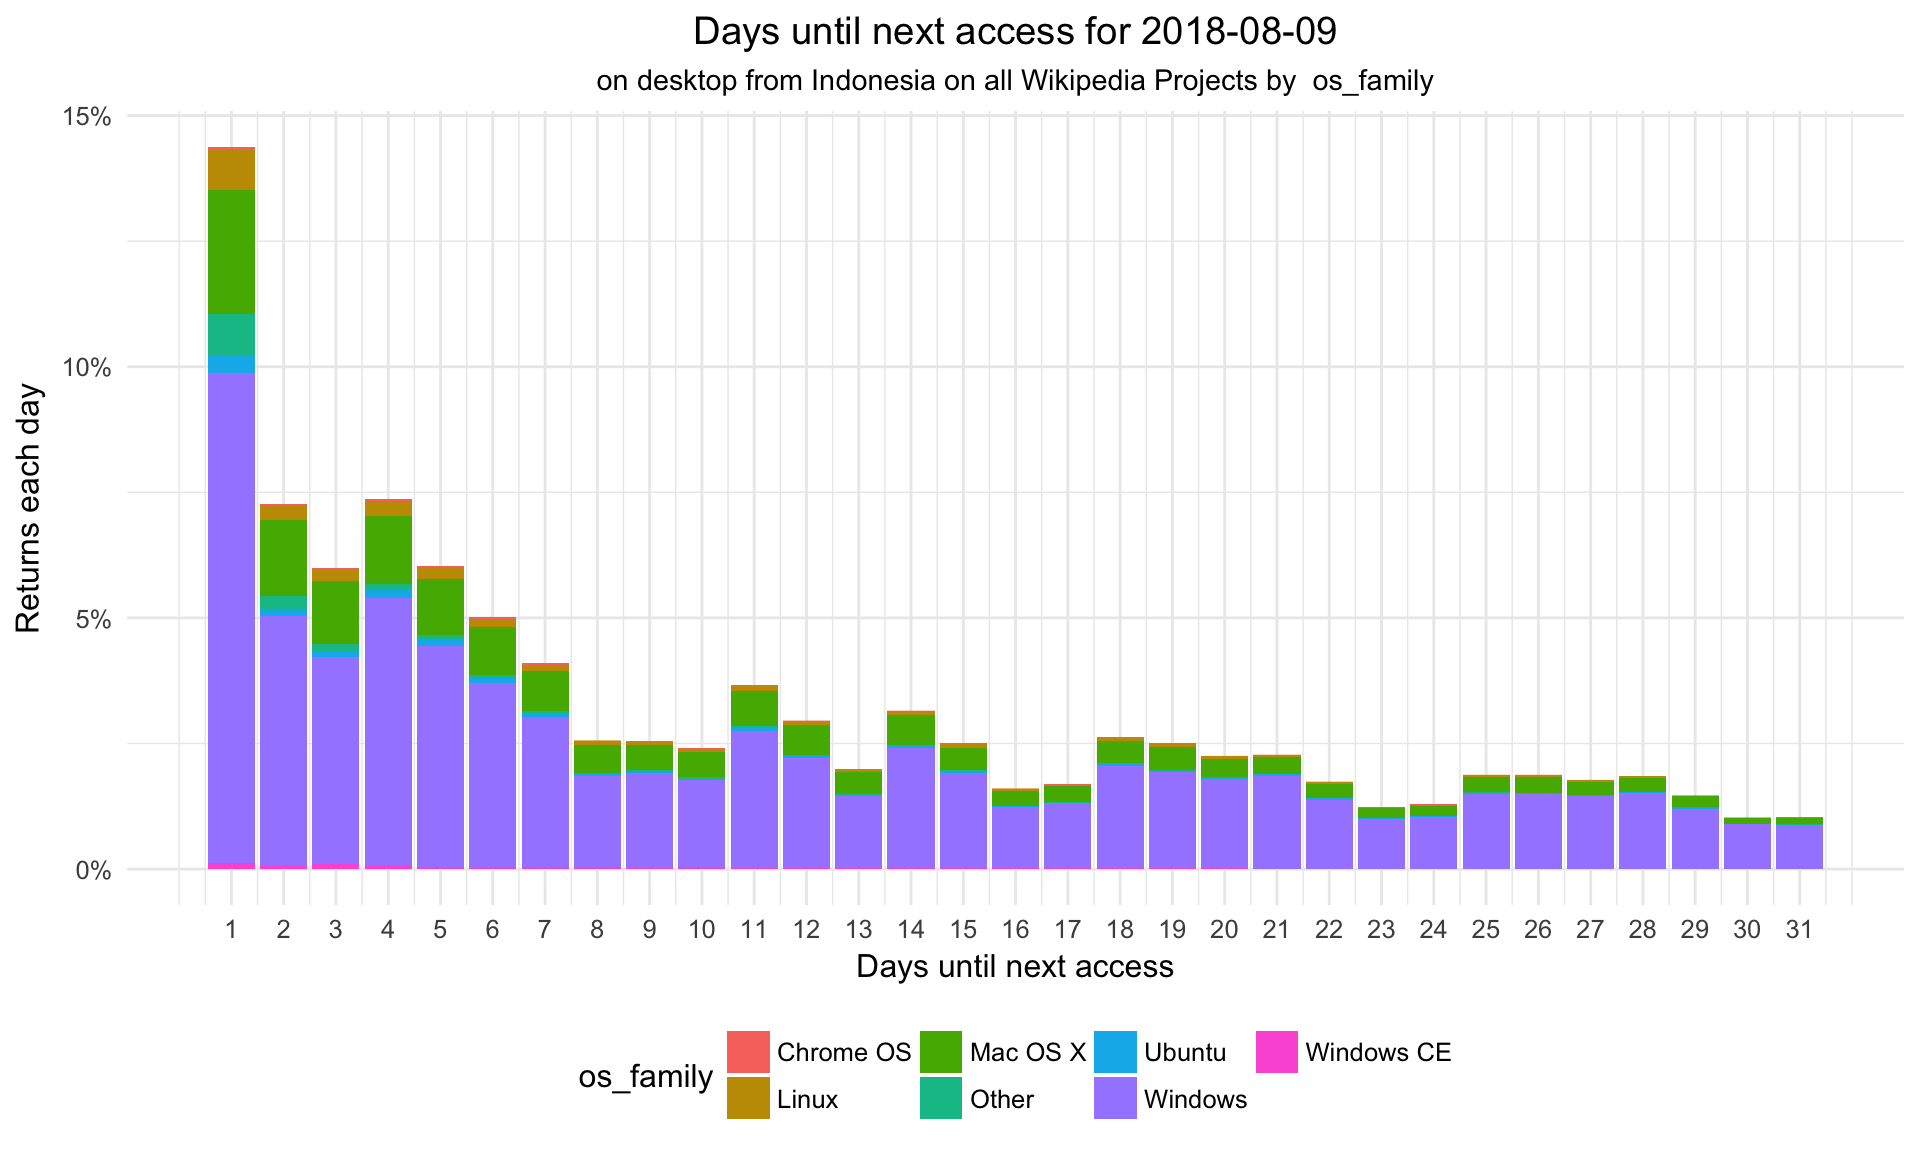 Days until next access for 2018-08-09
on desktop from Indonesia on all Wikipedia Projects by  os_family
Returns each day
15%
10%
5%
0%
1 2 3 4 5 6 7 8 9 10 11 12 13 14 15 16 17 18 19 20 21 22 23 24 25 26 27 28 29 30 31
Days until next access
os_family
Chrome OS Mac OS X Ubuntu Windows CE
Linux Other Windows